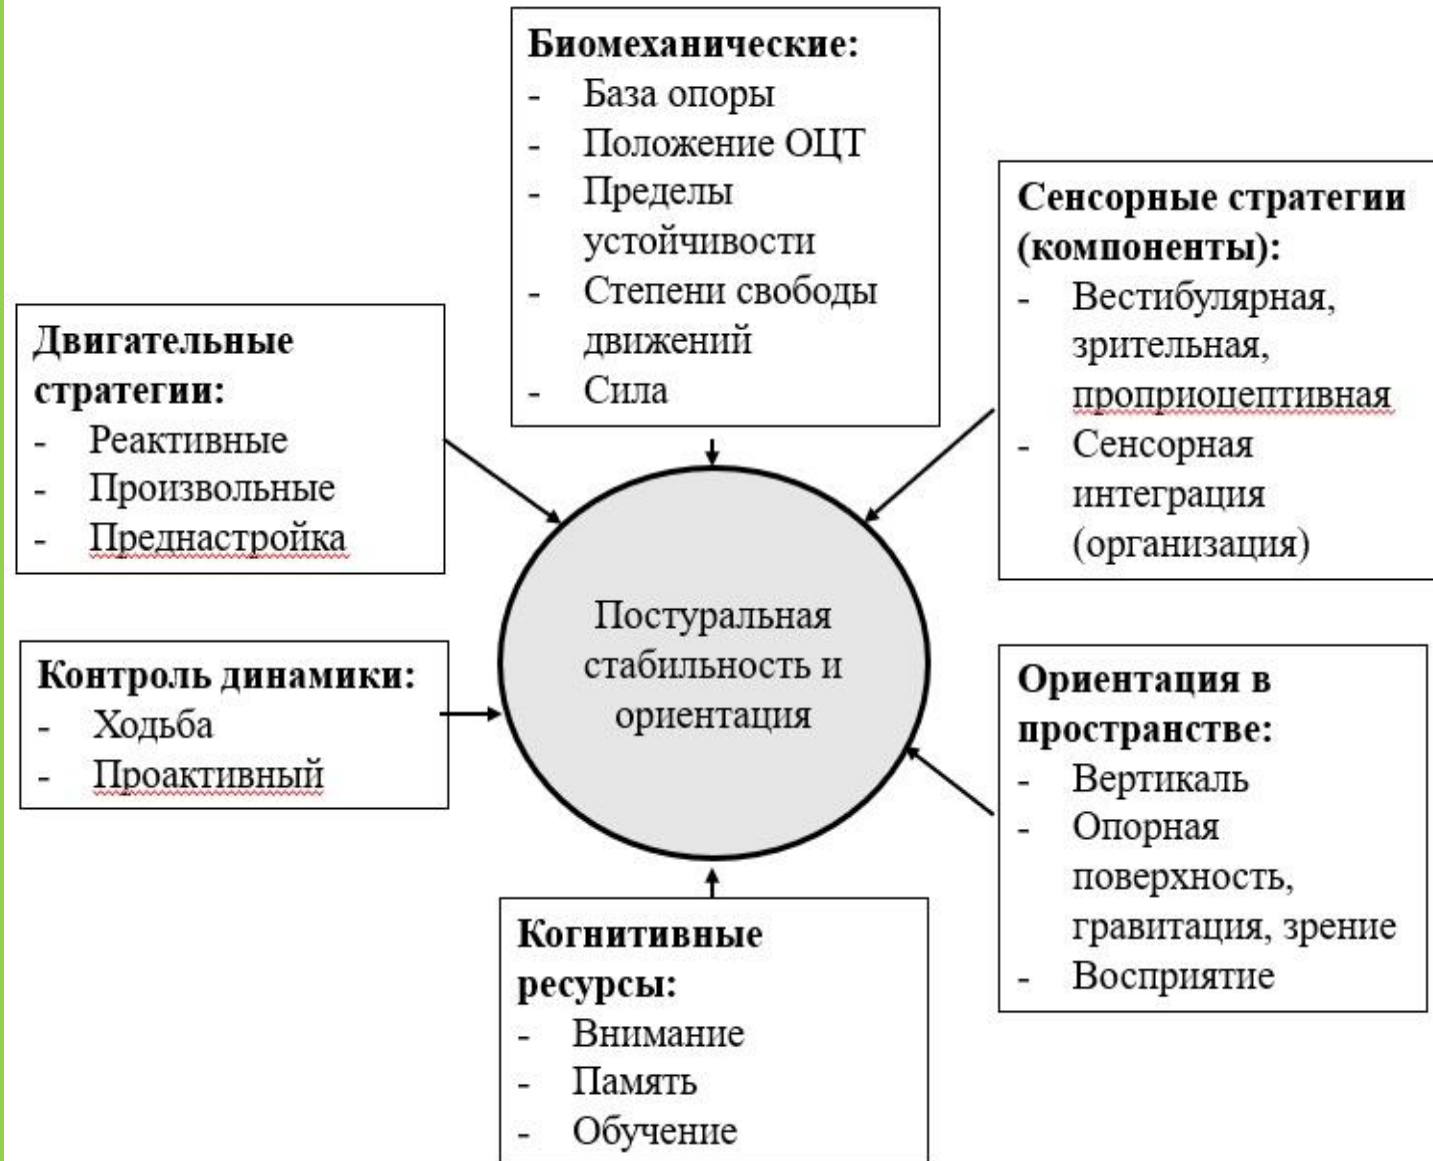 Биомеханические:
- База опоры
- Положение ОЦТ
- Пределы
устойчивости
- Степени свободы
движений
- Сила
Сенсорные стратегии
(компоненты):
- Вестибулярная,
зрительная,
проприоцептивная
- Сенсорная
интеграция
(организация)
Двигательные
стратегии:
- Реактивные
- Произвольные
- Преднастройка
Постуральная
стабильность и
ориентация
Контроль динамики:
- Ходьба
- Проактивный
Ориентация в
пространстве:
- Вертикаль
- Опорная
поверхность,
гравитация, зрение
- Восприятие
Когнитивные
ресурсы:
- Внимание
- Память
- Обучение